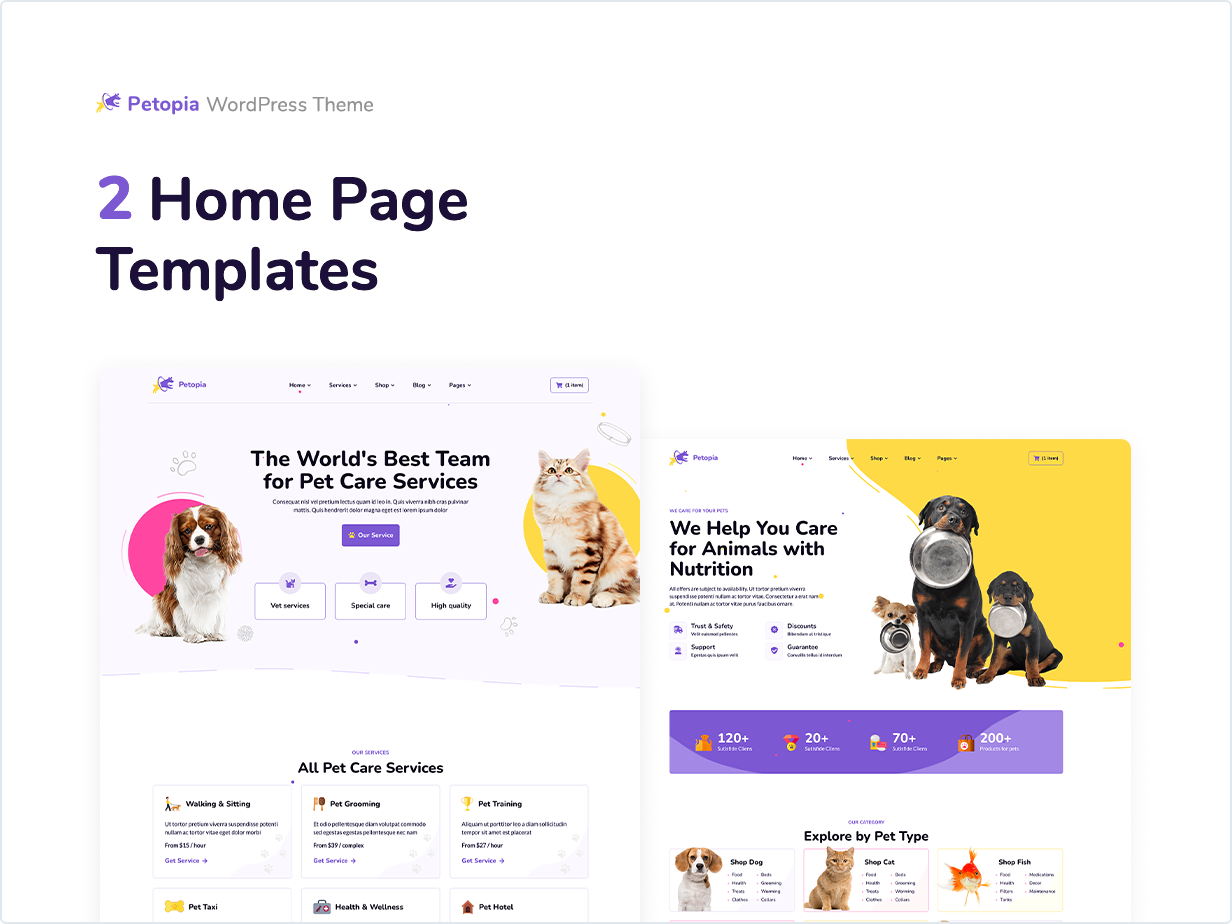 Petopia WordPress Theme
2 Home Page
Templates
Petopia
Home
Services
Shop
Blog
Pages
(1 item)
The World's Best Team
for Pet Care Services
Consequat nisl vel pretium lectus quam id leo in. Quis viverra nibh cras pulvinar
mattis. Quis hendrerit dolor magna eget est lorem ipsum dolor
Our Service
Vet services
Special care
High quality
OUR SERVICES
All Pet Care Services
Walking & Sitting
Ut tortor pretium viverra suspendisse potenti
nullam ac tortor vitae eget dolor morbi
From $15 / hour
Get Service →
Pet Grooming
Et odio pellentesque diam volutpat commodo
sed egestas egestas pellentesque nec nam
From $39 / complex
Get Service →
Pet Training
Aliquam ut porttitor leo a diam sollicitudin
tempor sit amet est placerat
From $27 / hour
Get Service →
Pet Taxi
Health & Wellness
Pet Hotel
Petopia
Home
Services
Shop
Blog
Pages
(1 item)
WE CARE FOR YOUR PETS
We Help You Care
for Animals with
Nutrition
All offers are subject to availability. Ut tortor pretium viverra
suspendisse potenti nullam ac tortor vitae. Consectetur a erat nam
at. Potenti nullam ac tortor vitae purus faucibus ornare.
Trust & Safety
Velit euismod pellentes
Discounts
Bibendum ut tristique
Support
Egestas quis ipsum velit
Guarantee
Convallis tellus id interdum
120+
Satisfide Cliens
20+
Satisfide Cliens
70+
Satisfide Cliens
200+
Products for pets
OUR CATEGORY
Explore by Pet Type
Shop Dog
Food
Beds
Health
Grooming
Treats
Worming
Clothes
Collars
Shop Cat
Food
Beds
Health
Grooming
Treats
Worming
Clothes
Collars
Shop Fish
Food
Medications
Health
Decor
Filters
Maintenance
Tanks